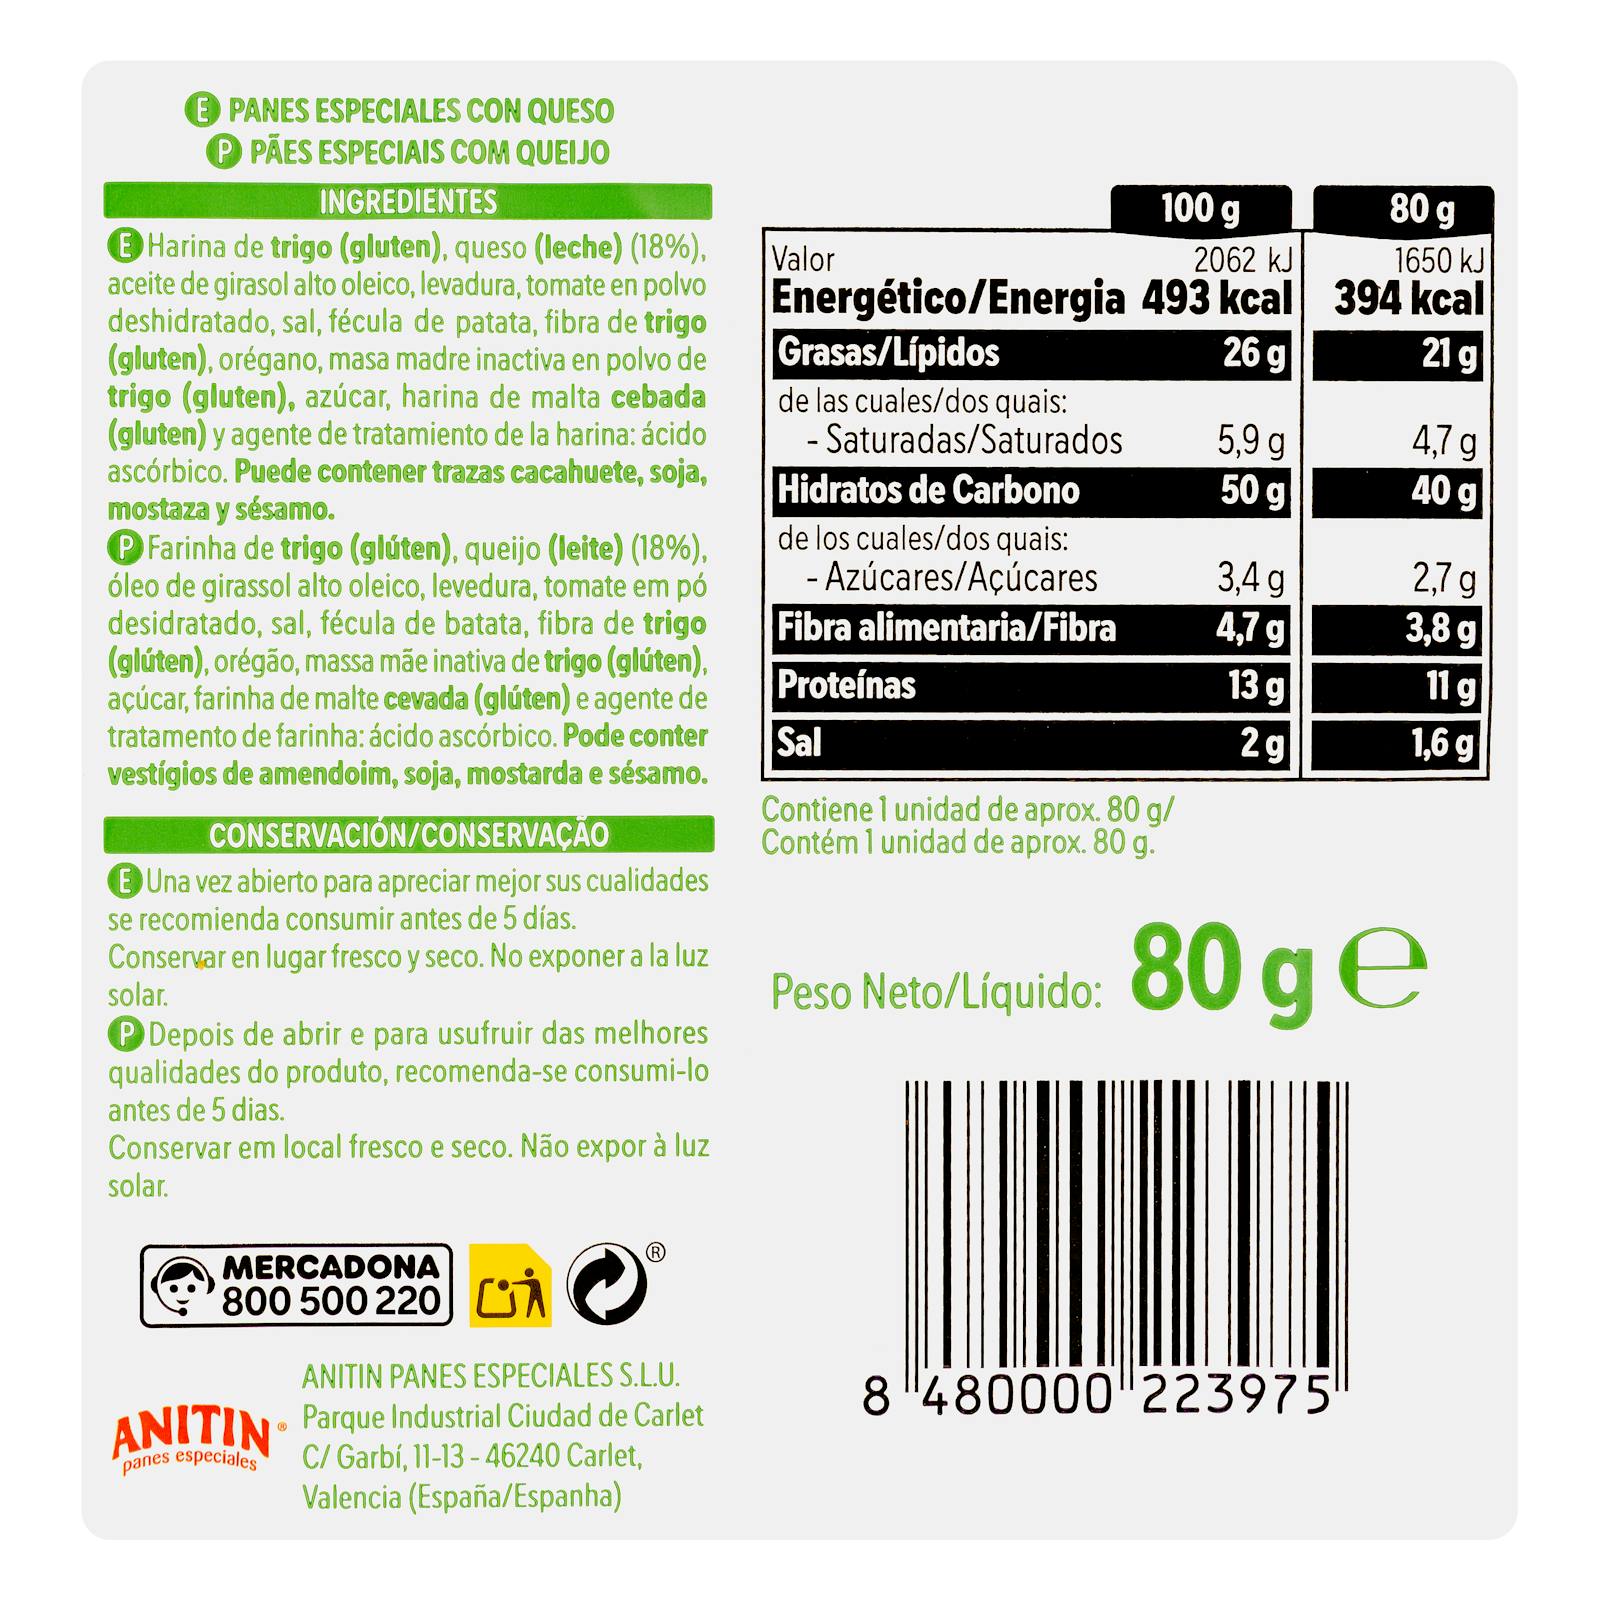 E PANES ESPECIALES CON QUESO
P PÃES ESPECIAIS COM QUEIJO
INGREDIENTES
E Harina de trigo (gluten), queso (leche) (18%),
aceite de girasol alto oleico, levadura, tomate en polvo
deshidratado, sal, fécula de patata, fibra de trigo
(gluten), orégano, masa madre inactiva en polvo de
trigo (gluten), azúcar, harina de malta cebada
(gluten) y agente de tratamiento de la harina: ácido
ascórbico. Puede contener trazas cacahuete, soja,
mostaza y sésamo.
P Farinha de trigo (glúten), queijo (leite) (18%),
óleo de girassol alto oleico, levedura, tomate em pó
desidratado, sal, fécula de batata, fibra de trigo
(glúten), orégão, massa mãe inativa de trigo (glúten),
açúcar, farinha de malte cevada (glúten) e agente de
tratamento de farinha: ácido ascórbico. Pode conter
vestígios de amendoim, soja, mostarda e sésamo.
CONSERVACIÓN/CONSERVAÇÃO
E Una vez abierto para apreciar mejor sus cualidades
se recomienda consumir antes de 5 días.
Conservar en lugar fresco y seco. No exponer a la luz
solar.
P Depois de abrir e para usufruir das melhores
qualidades do produto, recomenda-se consumi-lo
antes de 5 dias.
Conservar em local fresco e seco. Não expor à luz
solar.
MERCADONA
800 500 220
®
ANITIN®
panes especiales
ANITIN PANES ESPECIALES S.L.U.
Parque Industrial Ciudad de Carlet
C/ Garbí, 11-13 - 46240 Carlet,
Valencia (España/Espanha)
100 g 80 g
Valor 2062 kJ 1650 kJ
Energético/Energia 493 kcal 394 kcal
Grasas/Lípidos 26 g 21 g
de las cuales/dos quais:
- Saturadas/Saturados 5,9 g 4,7 g
Hidratos de Carbono 50 g 40 g
de los cuales/dos quais:
- Azúcares/Açúcares 3,4 g 2,7 g
Fibra alimentaria/Fibra 4,7 g 3,8 g
Proteínas 13 g 11 g
Sal 2 g 1,6 g
Contiene 1 unidad de aprox. 80 g/
Contém 1 unidad de aprox. 80 g.
Peso Neto/Líquido: 80 g e
8 480000 223975